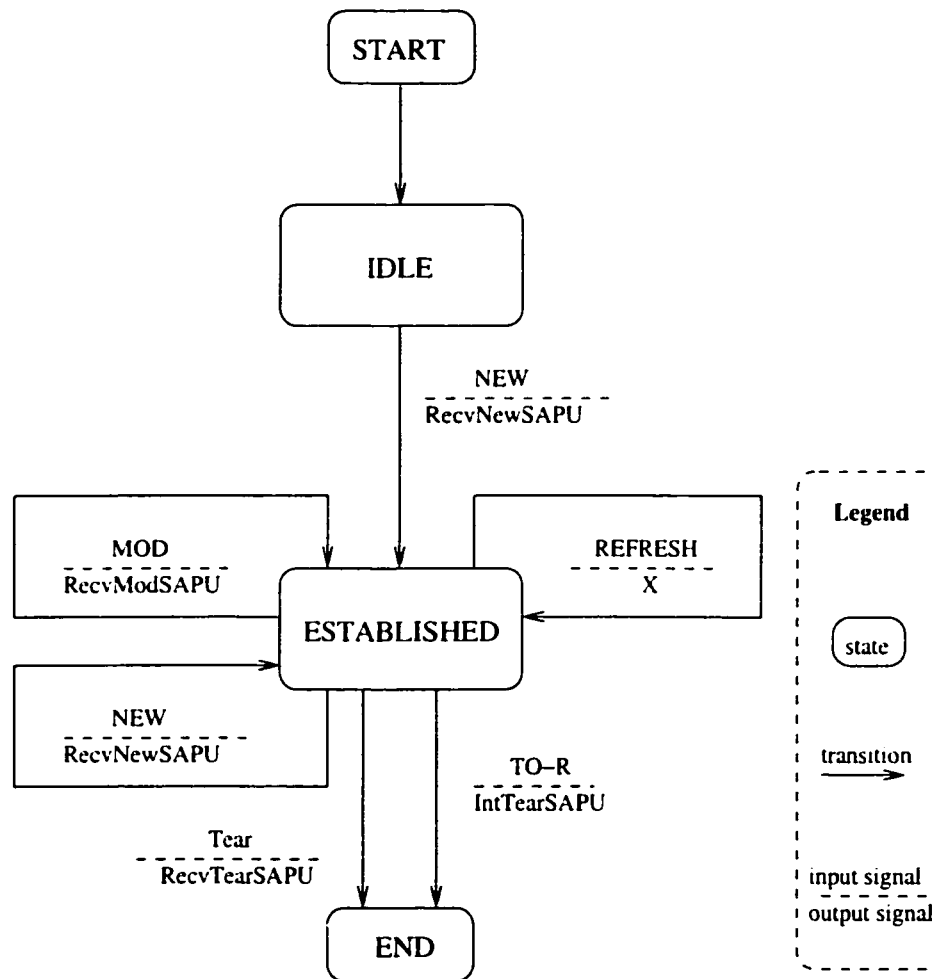 START
IDLE
NEW
RecvNewSAPU
MOD
RecvModSAPU
REFRESH
X
ESTABLISHED
NEW
RecvNewSAPU
TO-R
IntTearSAPU
Tear
RecvTearSAPU
END
Legend
state
transition
input signal
output signal